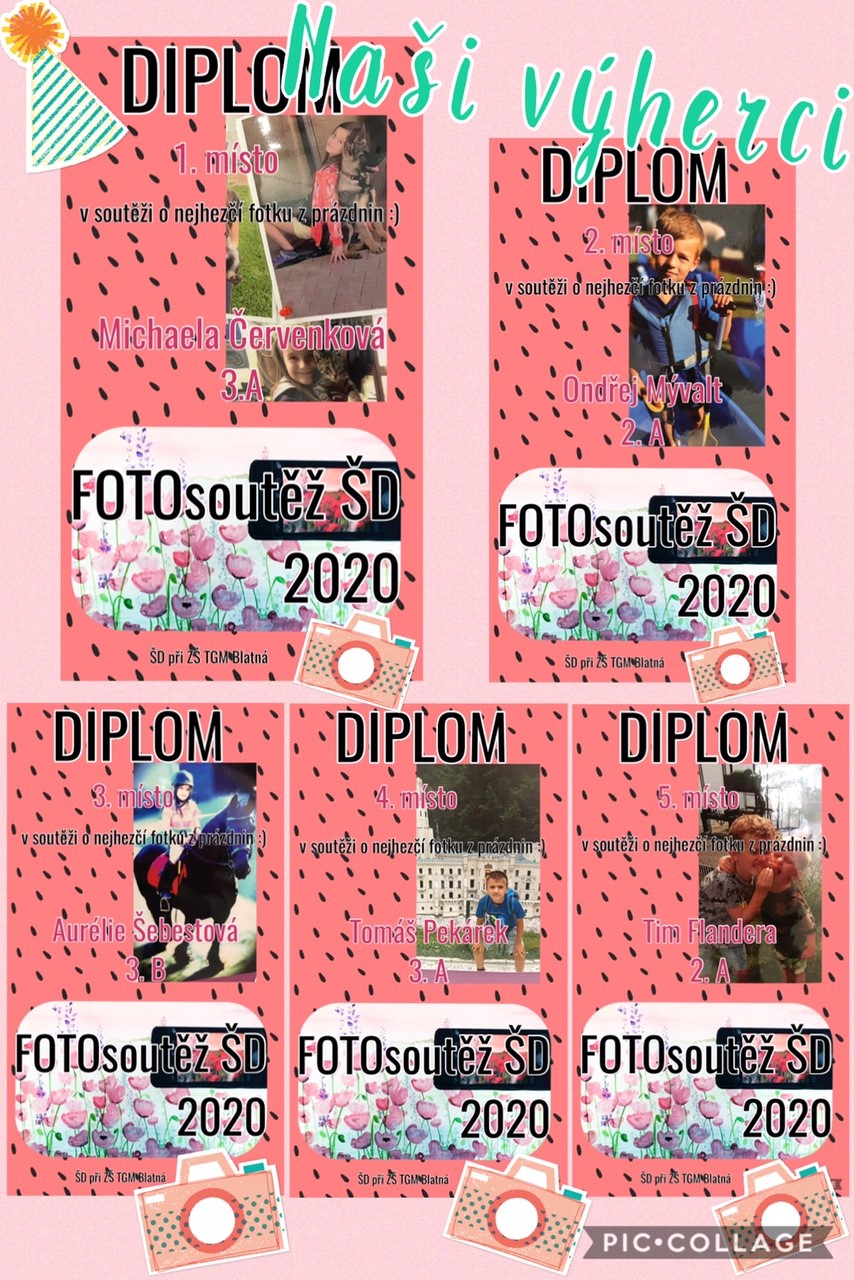 Naši výherci
DIPLOM
1. místo
v soutěži o nejhezčí fotku z prázdnin :)
Michaela Červenková
3.A
FOTOsoutěž ŠD
2020
ŠD při ZŠ TGM Blatná
DIPLOM
2. místo
v soutěži o nejhezčí fotku z prázdnin :)
Ondřej Mývalt
2. A
FOTOsoutěž ŠD
2020
ŠD při ZŠ TGM Blatná
DIPLOM
3. místo
v soutěži o nejhezčí fotku z prázdnin :)
Aurélie Šebestová
3. B
FOTOsoutěž ŠD
2020
ŠD při ZŠ TGM Blatná
DIPLOM
4. místo
v soutěži o nejhezčí fotku z prázdnin :)
Tomáš Pekárek
3. A
FOTOsoutěž ŠD
2020
ŠD při ZŠ TGM Blatná
DIPLOM
5. místo
v soutěži o nejhezčí fotku z prázdnin :)
Tim Flandera
2. A
FOTOsoutěž ŠD
2020
ŠD při ZŠ TGM Blatná
PIC•COLLAGE